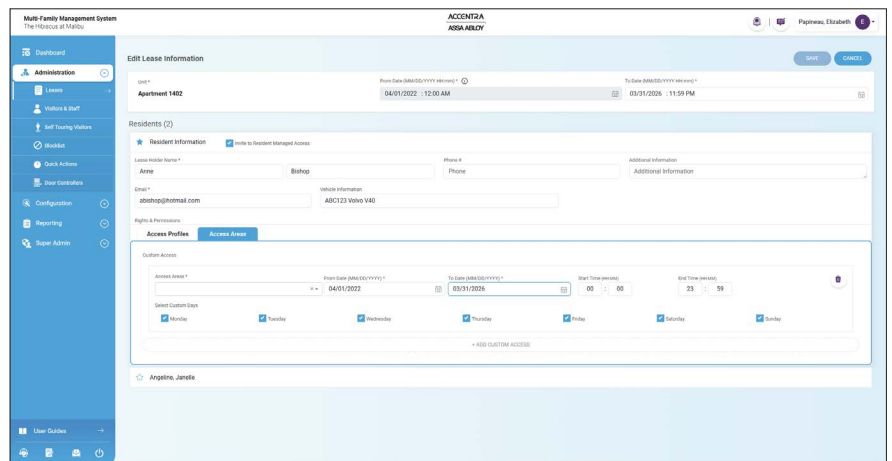 Multi-Family Management System
The Hibiscus at Malibu
ACCENTRA
ASSA ABLOY
Papineau, Elizabeth E
Dashboard
Administration
Leases
Visitors & Staff
Self Touring Visitors
Blocklist
Quick Actions
Door Controllers
Configuration
Reporting
Super Admin
User Guides
Edit Lease Information
SAVE CANCEL
Unit *
Apartment 1402
From Date (MM/DD/YYYY HH:mm) *
04/01/2022 : 12:00 AM
To Date (MM/DD/YYYY HH:mm) *
03/31/2026 : 11:59 PM
Residents (2)
Resident Information Invite to Resident Managed Access
Lease Holder Name * Phone # Additional Information
Anne Bishop Phone Additional Information
Email * Vehicle Information
abishop@hotmail.com ABC123 Volvo V40
Rights & Permissions
Access Profiles Access Areas
Custom Access
Access Areas * From Date (MM/DD/YYYY) * To Date (MM/DD/YYYY) * Start Time (HH:MM) End Time (HH:MM)
04/01/2022 03/31/2026 00 : 00 23 : 59
Select Custom Days
Monday Tuesday Wednesday Thursday Friday Saturday Sunday
+ ADD CUSTOM ACCESS
Angeline, Janella